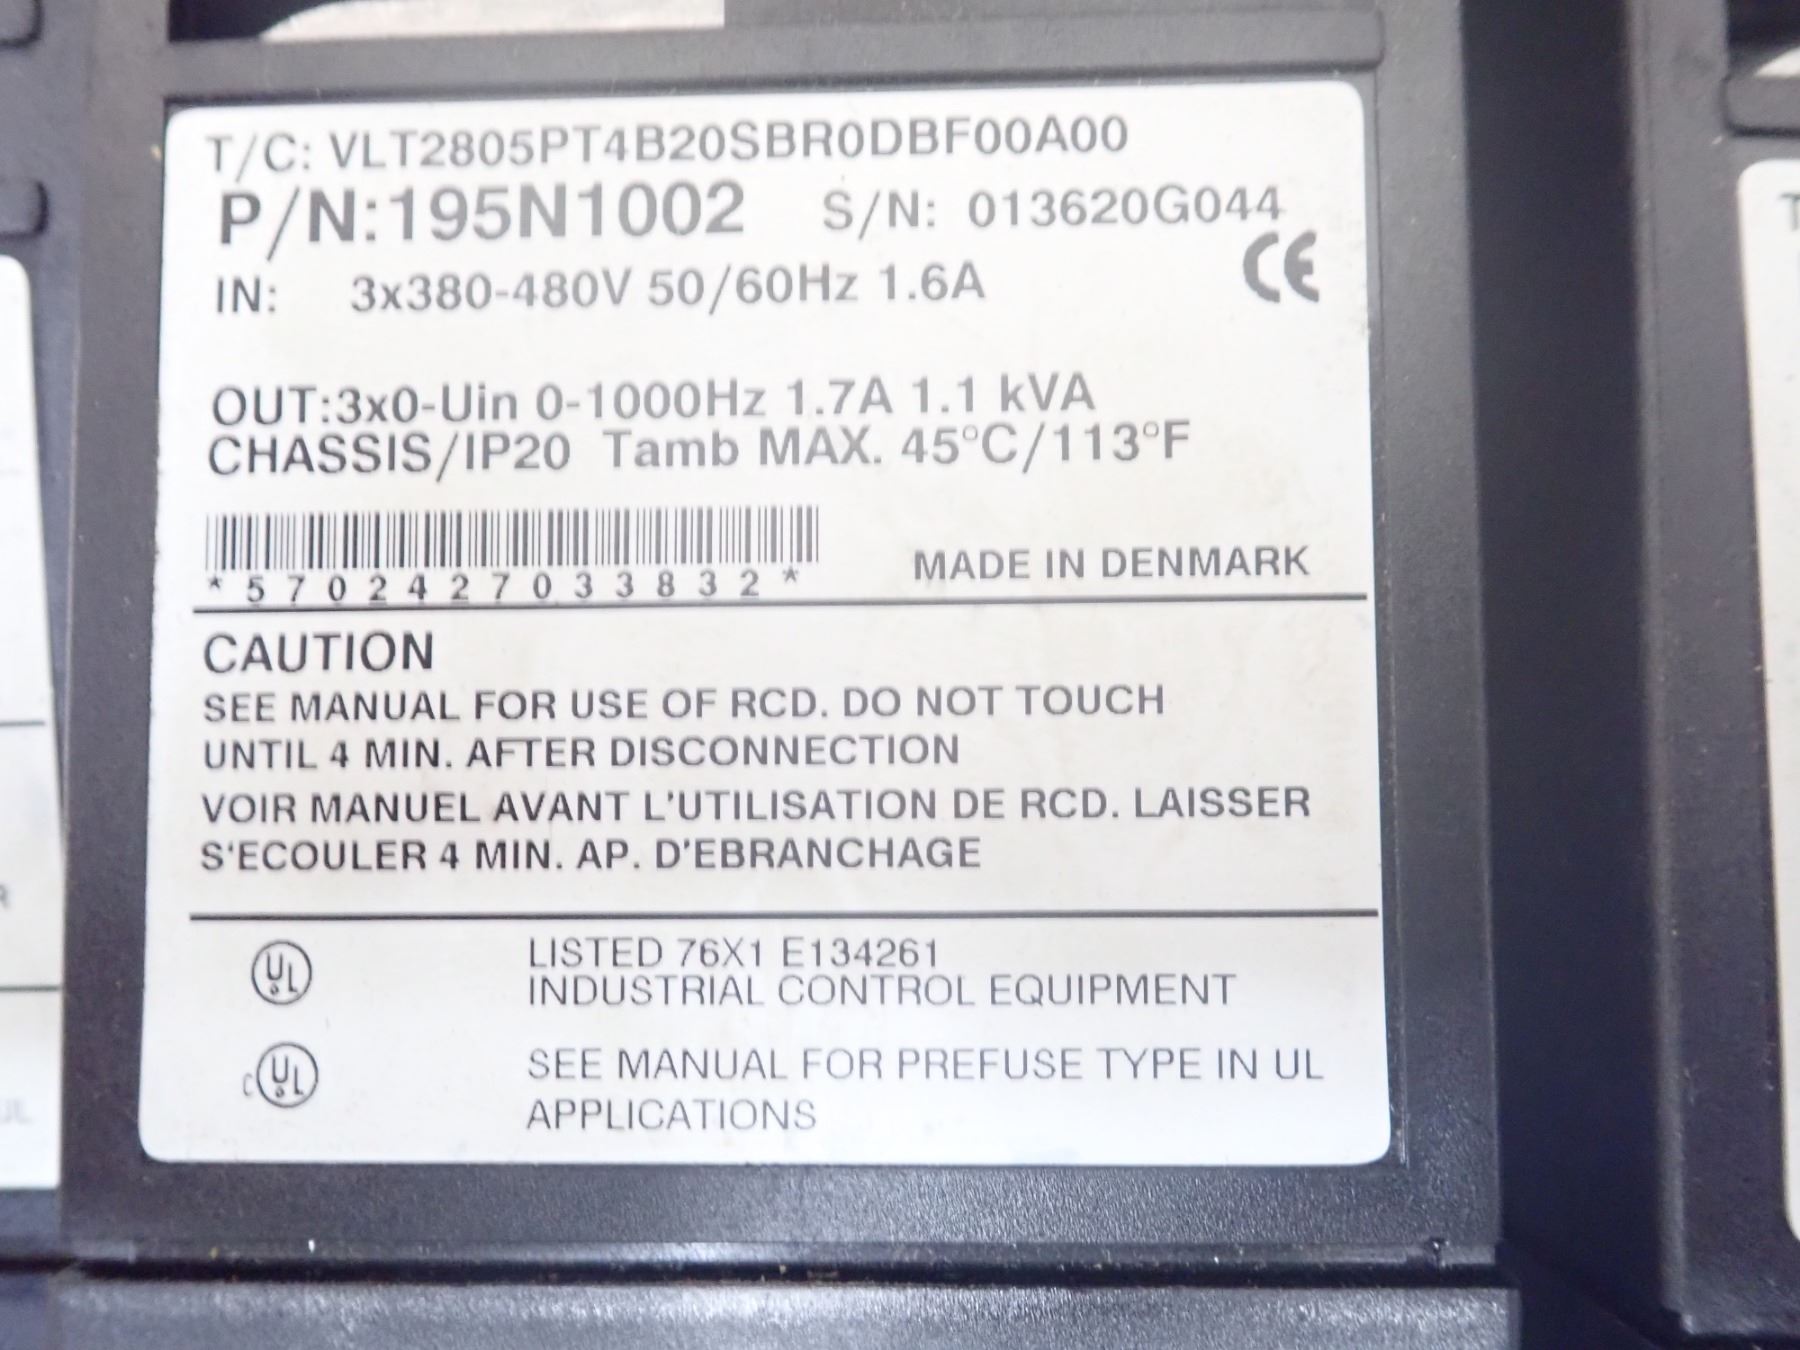 T/C: VLT2805PT4B20SBR0DBF00A00
P/N:195N1002 S/N: 013620G044
CE
IN: 3x380-480V 50/60Hz 1.6A
OUT:3x0-Uin 0-1000Hz 1.7A 1.1 kVA
CHASSIS/IP20 Tamb MAX. 45°C/113°F
*5702427033832*
MADE IN DENMARK
CAUTION
SEE MANUAL FOR USE OF RCD. DO NOT TOUCH
UNTIL 4 MIN. AFTER DISCONNECTION
VOIR MANUEL AVANT L'UTILISATION DE RCD. LAISSER
S'ECOULER 4 MIN. AP. D'EBRANCHAGE
UL LISTED 76X1 E134261
INDUSTRIAL CONTROL EQUIPMENT
c UL SEE MANUAL FOR PREFUSE TYPE IN UL
APPLICATIONS